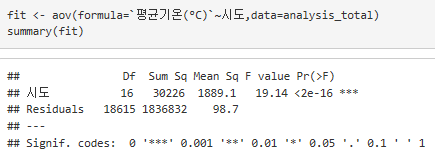 fit <- aov(formula=`평균기온(°C)`~시도,data=analysis_total)
summary(fit)
## Df Sum Sq Mean Sq F value Pr(>F)
## 시도 16 30226 1889.1 19.14 <2e-16 ***
## Residuals 18615 1836832 98.7
## ---
## Signif. codes: 0 '***' 0.001 '**' 0.01 '*' 0.05 '.' 0.1 ' ' 1